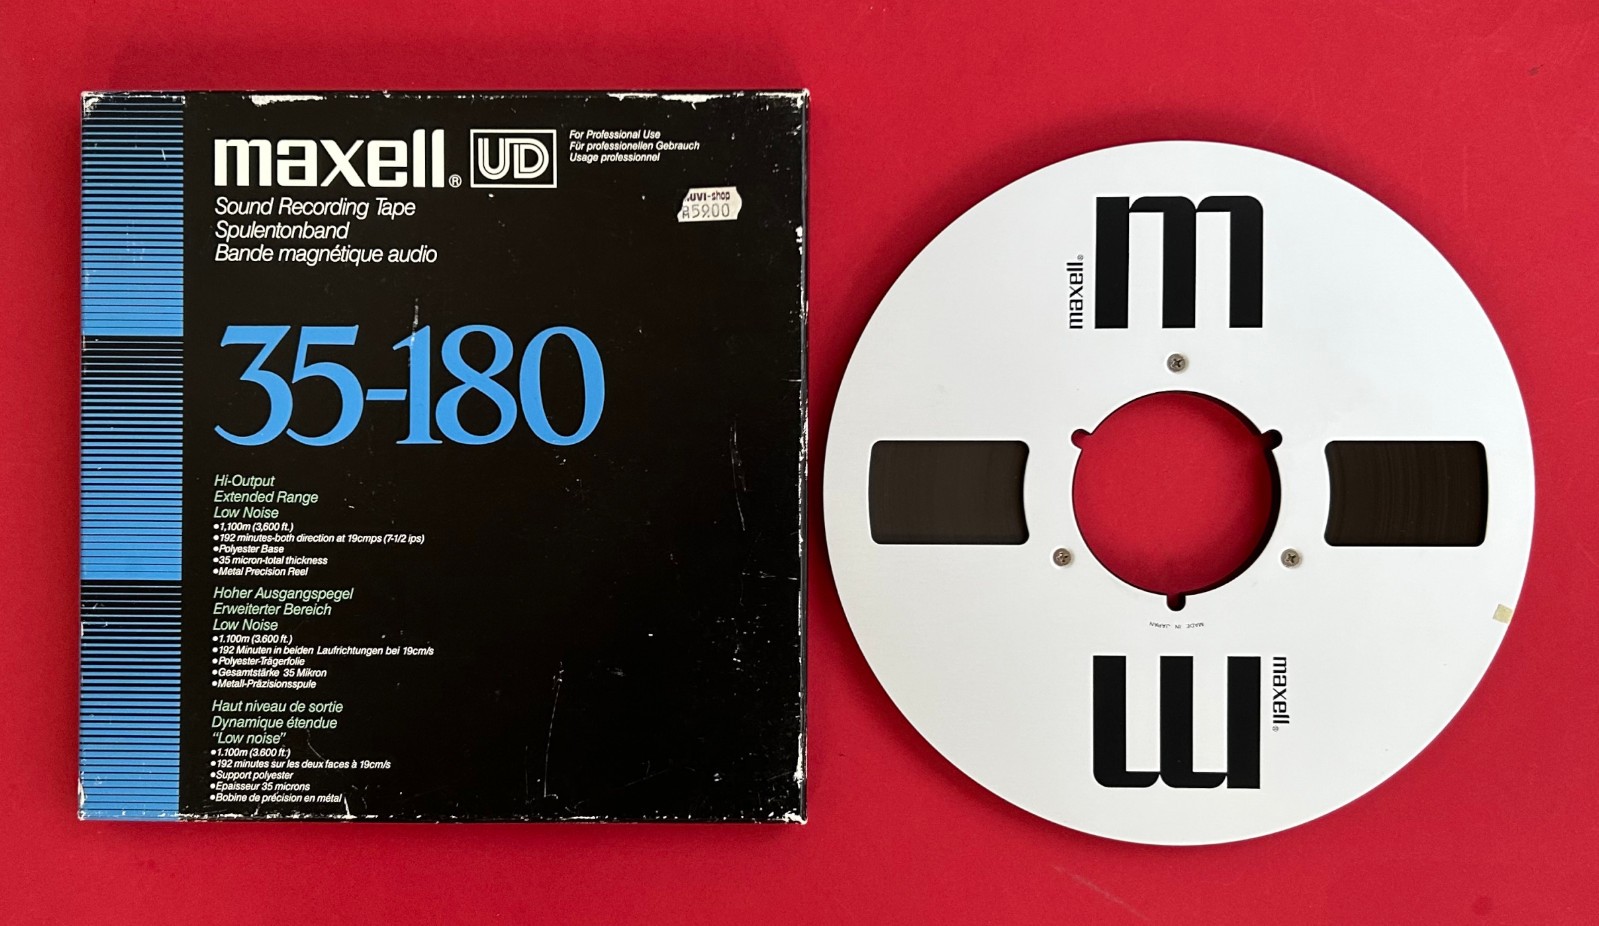 maxell® UD
For Professional Use
Für professionellen Gebrauch
Usage professionnel
-shop
5900
Sound Recording Tape
Spulentonband
Bande magnétique audio
35-180
Hi-Output
Extended Range
Low Noise
•1,100m (3,600 ft.)
•192 minutes-both direction at 19cmps (7-1/2 ips)
•Polyester Base
•35 micron-total thickness
•Metal Precision Reel
Hoher Ausgangspegel
Erweiterter Bereich
Low Noise
•1.100m (3.600 ft.)
•192 Minuten in beiden Laufrichtungen bei 19cm/s
•Polyester-Trägerfolie
•Gesamtstärke 35 Mikron
•Metall-Präzisionsspule
Haut niveau de sortie
Dynamique étendue
"Low noise"
•1.100m (3.600 ft.)
•192 minutes sur les deux faces à 19cm/s
•Support polyester
•Epaisseur 35 microns
•Bobine de précision en métal
m
maxell®
MADE IN JAPAN
m
maxell®